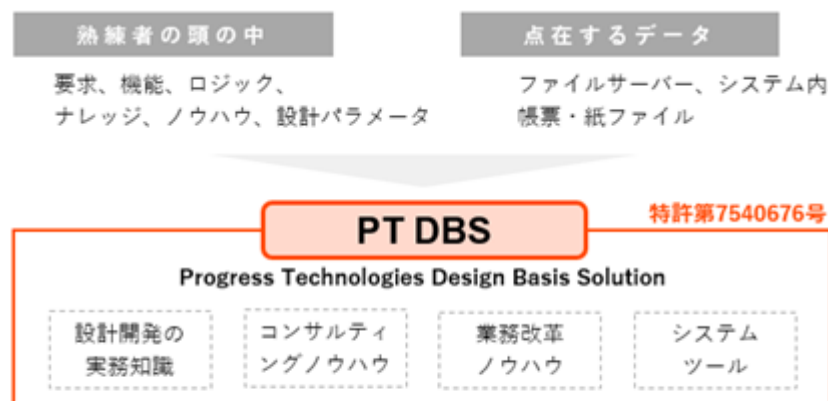 熟練者の頭の中
点在するデータ
要求、機能、ロジック、
ナレッジ、ノウハウ、設計パラメータ
ファイルサーバー、システム内
帳票・紙ファイル
PT DBS
特許第7540676号
Progress Technologies Design Basis Solution
設計開発の
実務知識
コンサルティ
ングノウハウ
業務改革
ノウハウ
システム
ツール